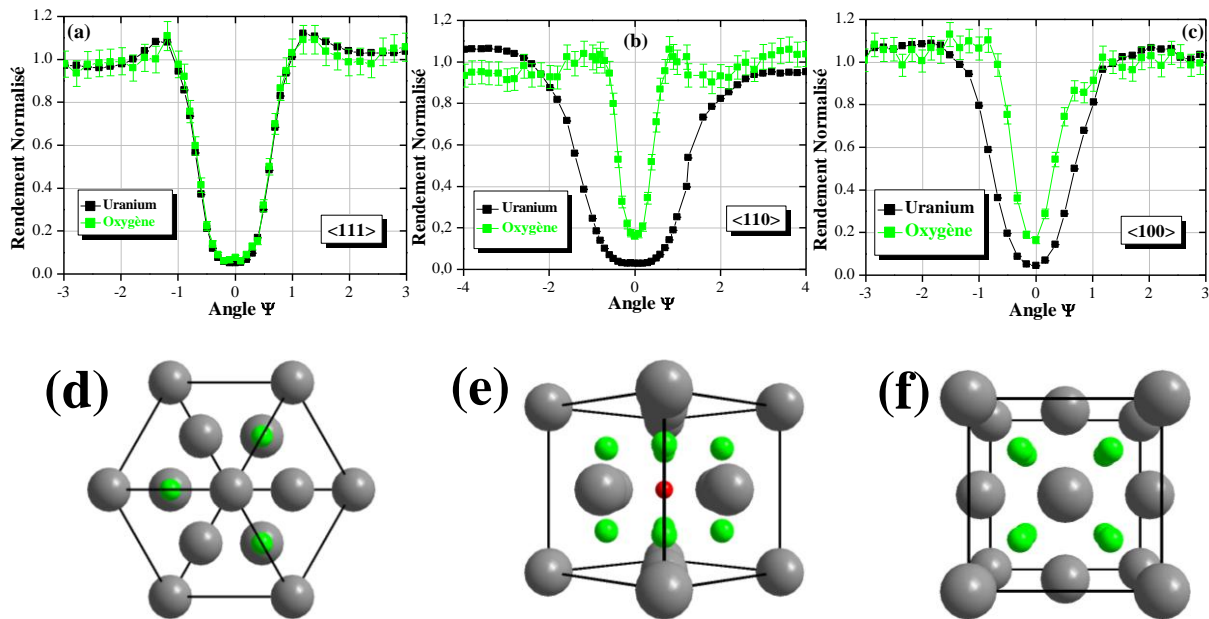 (a)
Rendement Normalisé
1,2
1,0
0,8
0,6
0,4
0,2
0,0
Uranium
Oxygène
<111>
-3 -2 -1 0 1 2 3
Angle Ψ
(b)
Rendement Normalisé
1,2
1,0
0,8
0,6
0,4
0,2
0,0
Uranium
Oxygène
<110>
-4 -2 0 2 4
Angle Ψ
(c)
Rendement Normalisé
1.2
1.0
0.8
0.6
0.4
0.2
0.0
Uranium
Oxygène
<100>
-3 -2 -1 0 1 2 3
Angle Ψ
(d)
(e)
(f)